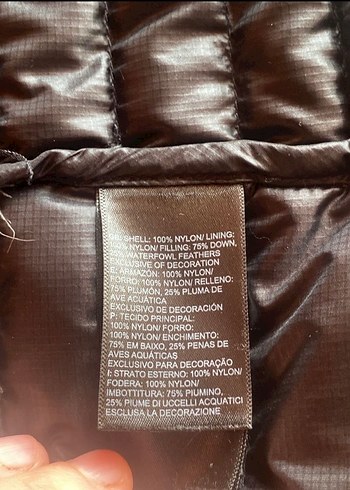 GB: SHELL: 100% NYLON/ LINING:
100% NYLON/ FILLING: 75% DOWN,
25% WATERFOWL FEATHERS
EXCLUSIVE OF DECORATION
E: ARMAZÓN: 100% NYLON/
FORRO: 100% NYLON/ RELLENO:
75% PLUMÓN, 25% PLUMA DE
AVE ACUÁTICA
EXCLUSIVO DE DECORACIÓN
P: TECIDO PRINCIPAL:
100% NYLON/ FORRO:
100% NYLON/ ENCHIMENTO:
75% EM BAIXO, 25% PENAS DE
AVES AQUÁTICAS
EXCLUSIVO PARA DECORAÇÃO
I: STRATO ESTERNO: 100% NYLON/
FODERA: 100% NYLON/
IMBOTTITURA: 75% PIUMINO,
25% PIUME DI UCCELLI ACQUATICI
ESCLUSA LA DECORAZIONE